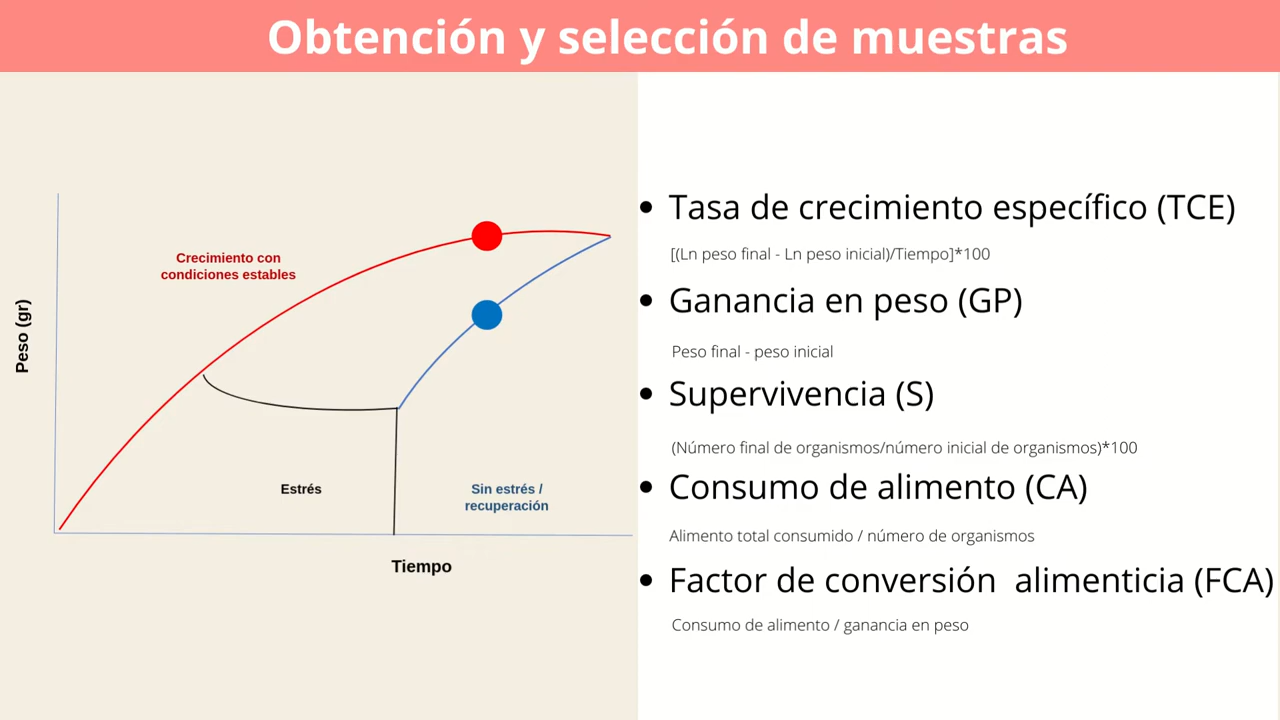 Obtención y selección de muestras
Crecimiento con
condiciones estables
Peso (gr)
Estrés
Sin estrés /
recuperación
Tiempo
• Tasa de crecimiento específico (TCE)
[(Ln peso final - Ln peso inicial)/Tiempo]*100
• Ganancia en peso (GP)
Peso final - peso inicial
• Supervivencia (S)
(Número final de organismos/número inicial de organismos)*100
• Consumo de alimento (CA)
Alimento total consumido / número de organismos
• Factor de conversión  alimenticia (FCA)
Consumo de alimento / ganancia en peso